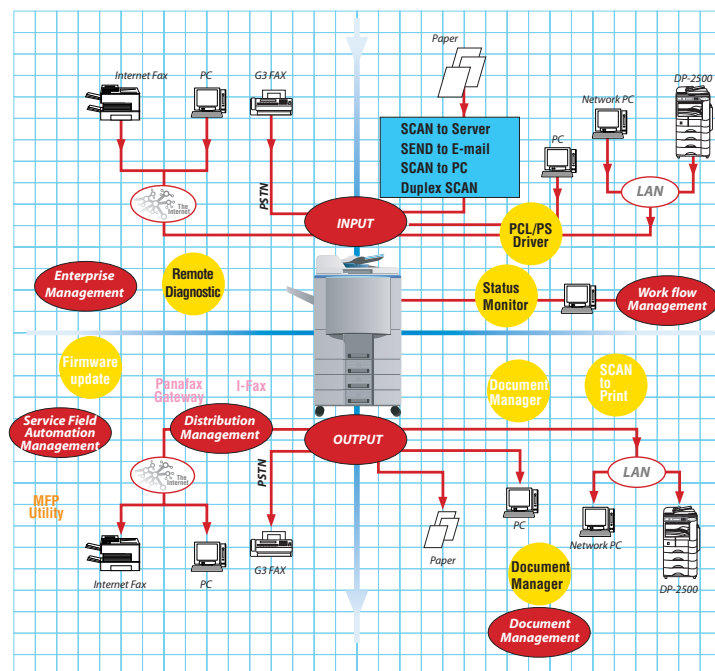 Paper
Internet Fax
PC
G3 FAX
DP-2500
Network PC
SCAN to Server
SEND to E-mail
SCAN to PC
Duplex SCAN
PC
LAN
The
Internet
PSTN
INPUT
PCL/PS
Driver
Enterprise
Management
Remote
Diagnostic
Status
Monitor
Work flow
Management
Firmware
update
Panafax
Gateway
I-Fax
Document
Manager
SCAN
to
Print
Service Field
Automation
Management
Distribution
Management
OUTPUT
LAN
The
Internet
PSTN
MFP
Utility
PC
Network PC
Paper
Internet Fax
PC
G3 FAX
DP-2500
Document
Manager
Document
Management